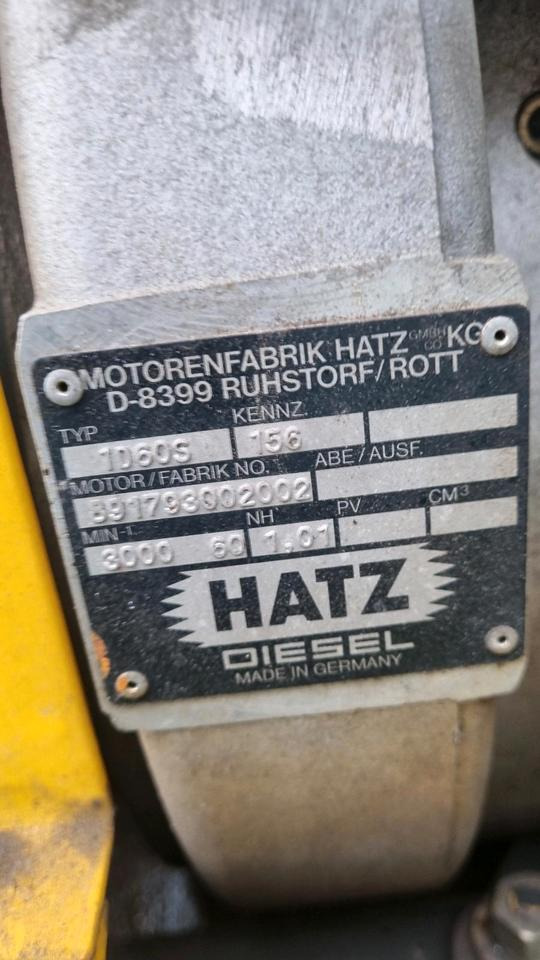 MOTORENFABRIK HATZ GMBH CO KG
D-8399 RUHSTORF/ROTT
TYP KENNZ.
1D60S 156
MOTOR/FABRIK NO. ABE/AUSF.
591793002002
MIN-1 NH PV CM³
3000 60 1,01
HATZ
DIESEL
MADE IN GERMANY